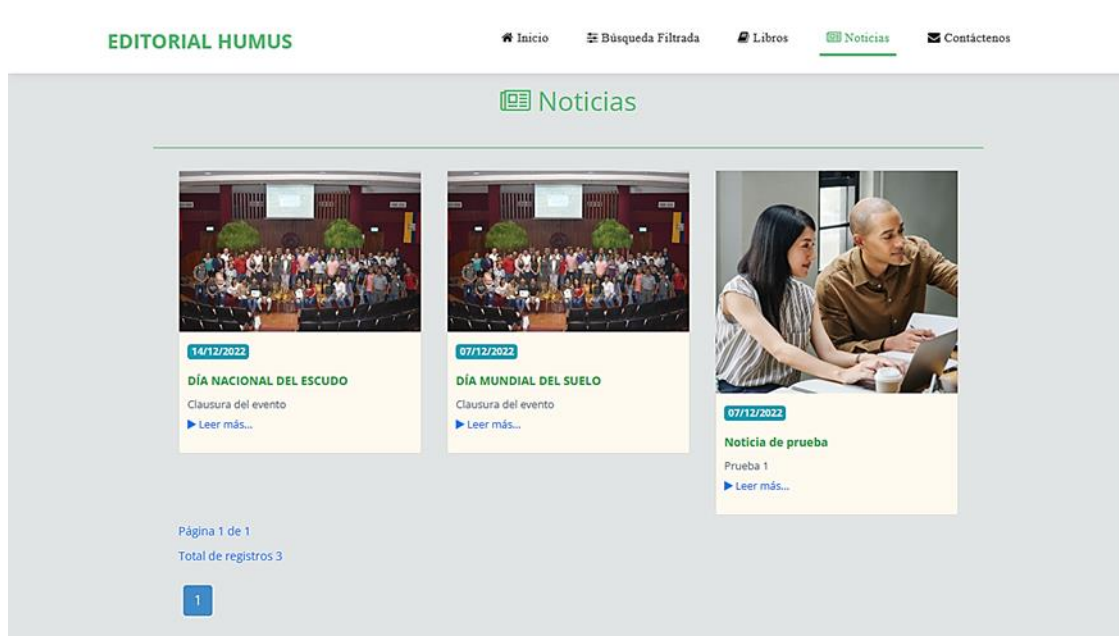 EDITORIAL HUMUS
Inicio
Búsqueda Filtrada
Libros
Noticias
Contáctenos
Noticias
14/12/2022
DÍA NACIONAL DEL ESCUDO
Clausura del evento
Leer más...
07/12/2022
DÍA MUNDIAL DEL SUELO
Clausura del evento
Leer más...
07/12/2022
Noticia de prueba
Prueba 1
Leer más...
Página 1 de 1
Total de registros 3
1